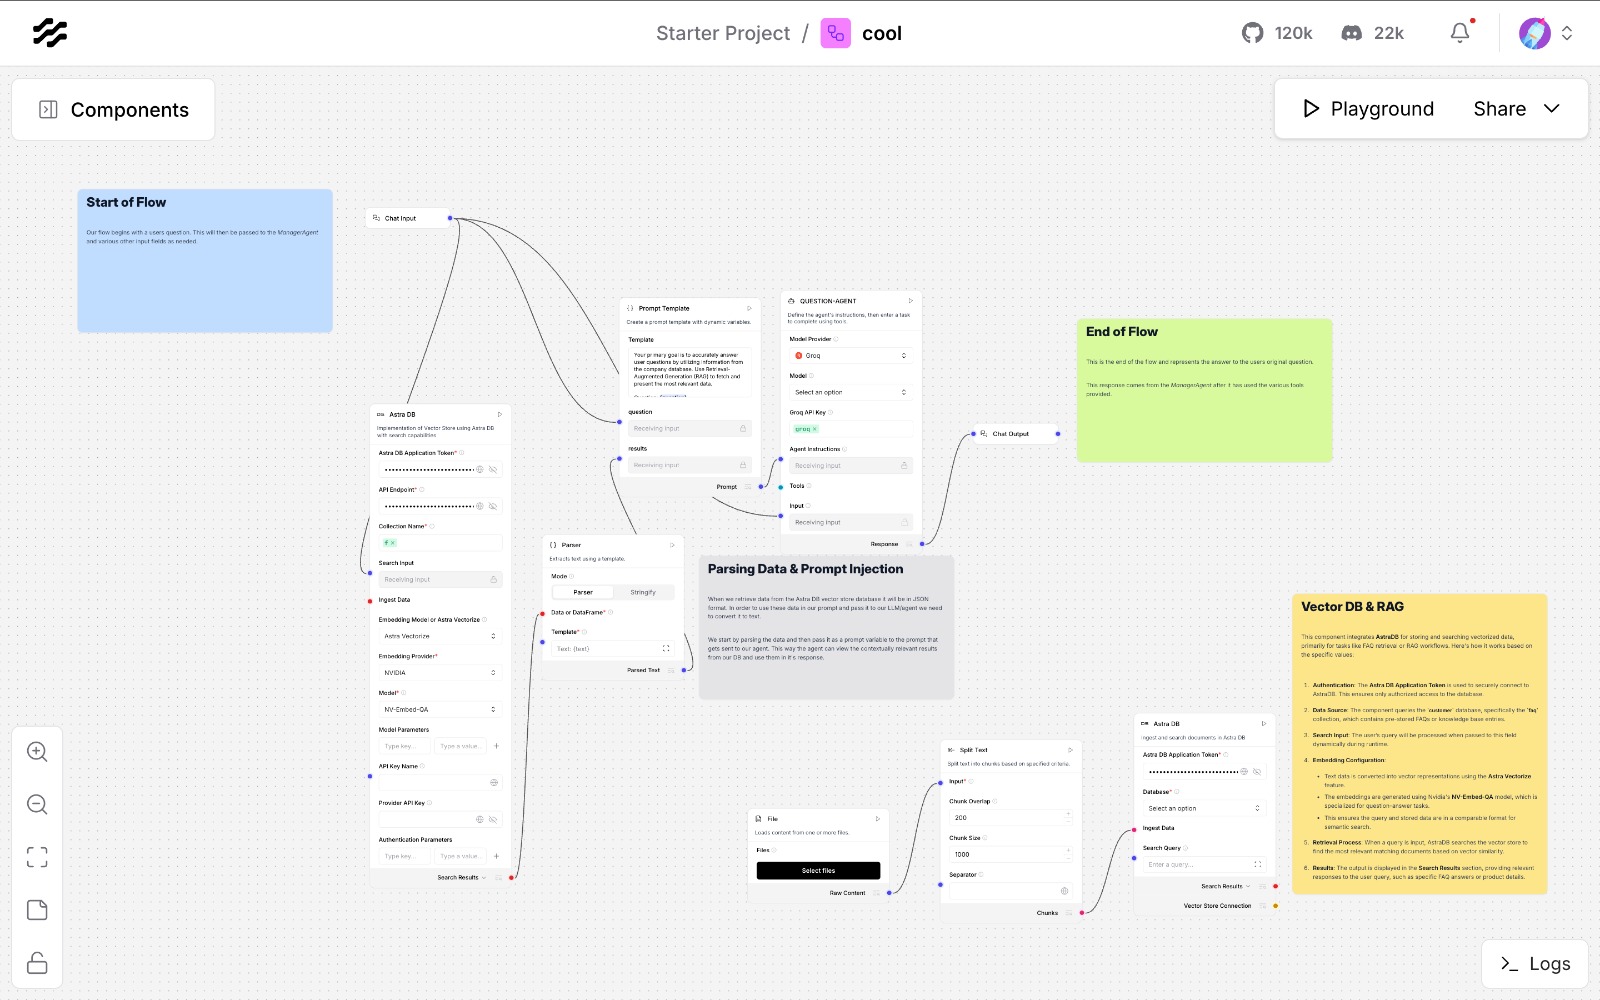 Starter Project / cool
120k
22k
Components
Playground
Share
Start of Flow
Our flow begins with a users question. This will then be passed to the ManagerAgent
and various other input fields as needed.
Chat Input
Prompt Template
Create a prompt template with dynamic variables.
Template
Your primary goal is to accurately answer
user questions by utilizing information from
the company database. Use Retrieval-
Augmented Generation (RAG) to fetch and
present the most relevant data.
question
Receiving input
results
Receiving input
Prompt
QUESTION-AGENT
Define the agent's instructions, then enter a task
to complete using tools.
Model Provider
Groq
Model
Select an option
Groq API Key
groq ×
Agent Instructions
Receiving input
Tools
Input
Receiving input
Response
Chat Output
End of Flow
This is the end of the flow and represents the answer to the users original question.
This response comes from the ManagerAgent after it has used the various tools
provided.
Astra DB
Implementation of Vector Store using Astra DB
with search capabilities
Astra DB Application Token*
API Endpoint*
Collection Name*
f ×
Search Input
Receiving input
Ingest Data
Embedding Model or Astra Vectorize
Astra Vectorize
Embedding Provider*
NVIDIA
Model*
NV-Embed-QA
Model Parameters
Type key...
Type a value...
API Key Name
Provider API Key
Authentication Parameters
Type key...
Type a value...
Search Results
Parser
Extracts text using a template.
Mode
Parser
Stringify
Data or DataFrame*
Template*
Text: {text}
Parsed Text
Parsing Data & Prompt Injection
When we retrieve data from the Astra DB vector store database it will be in JSON
format. In order to use these data in our prompt and pass it to our LLM/agent we need
to convert it to text.
We start by parsing the data and then pass it as a prompt variable to the prompt that
gets sent to our agent. This way the agent can view the contextually relevant results
from our DB and use them in it's response.
File
Loads content from one or more files.
Files
Select files
Raw Content
Split Text
Split text into chunks based on specified criteria.
Input*
Chunk Overlap
200
Chunk Size
1000
Separator
Chunks
Astra DB
Ingest and search documents in Astra DB
Astra DB Application Token*
Database*
Select an option
Ingest Data
Search Query
Enter a query...
Search Results
Vector Store Connection
Vector DB & RAG
This component integrates AstraDB for storing and searching vectorized data,
primarily for tasks like FAQ retrieval or RAG workflows. Here's how it works based on
the specific values.
1. Authentication: The Astra DB Application Token is used to securely connect to
AstraDB. This ensures only authorized access to the database.
2. Data Source: The component queries the 'customer' database, specifically the 'faq'
collection, which contains pre-stored FAQs or knowledge base entries.
3. Search Input: The user's query will be processed when passed to this field
dynamically during runtime.
4. Embedding Configuration:
• Text data is converted into vector representations using the Astra Vectorize
feature.
• The embeddings are generated using Nvidia's NV-Embed-QA model, which is
specialized for question-answer tasks.
• This ensures the query and stored data are in a comparable format for
semantic search.
5. Retrieval Process: When a query is input, AstraDB searches the vector store to
find the most relevant matching documents based on vector similarity.
6. Results: The output is displayed in the Search Results section, providing relevant
responses to the user query, such as specific FAQ answers or product details.
Logs